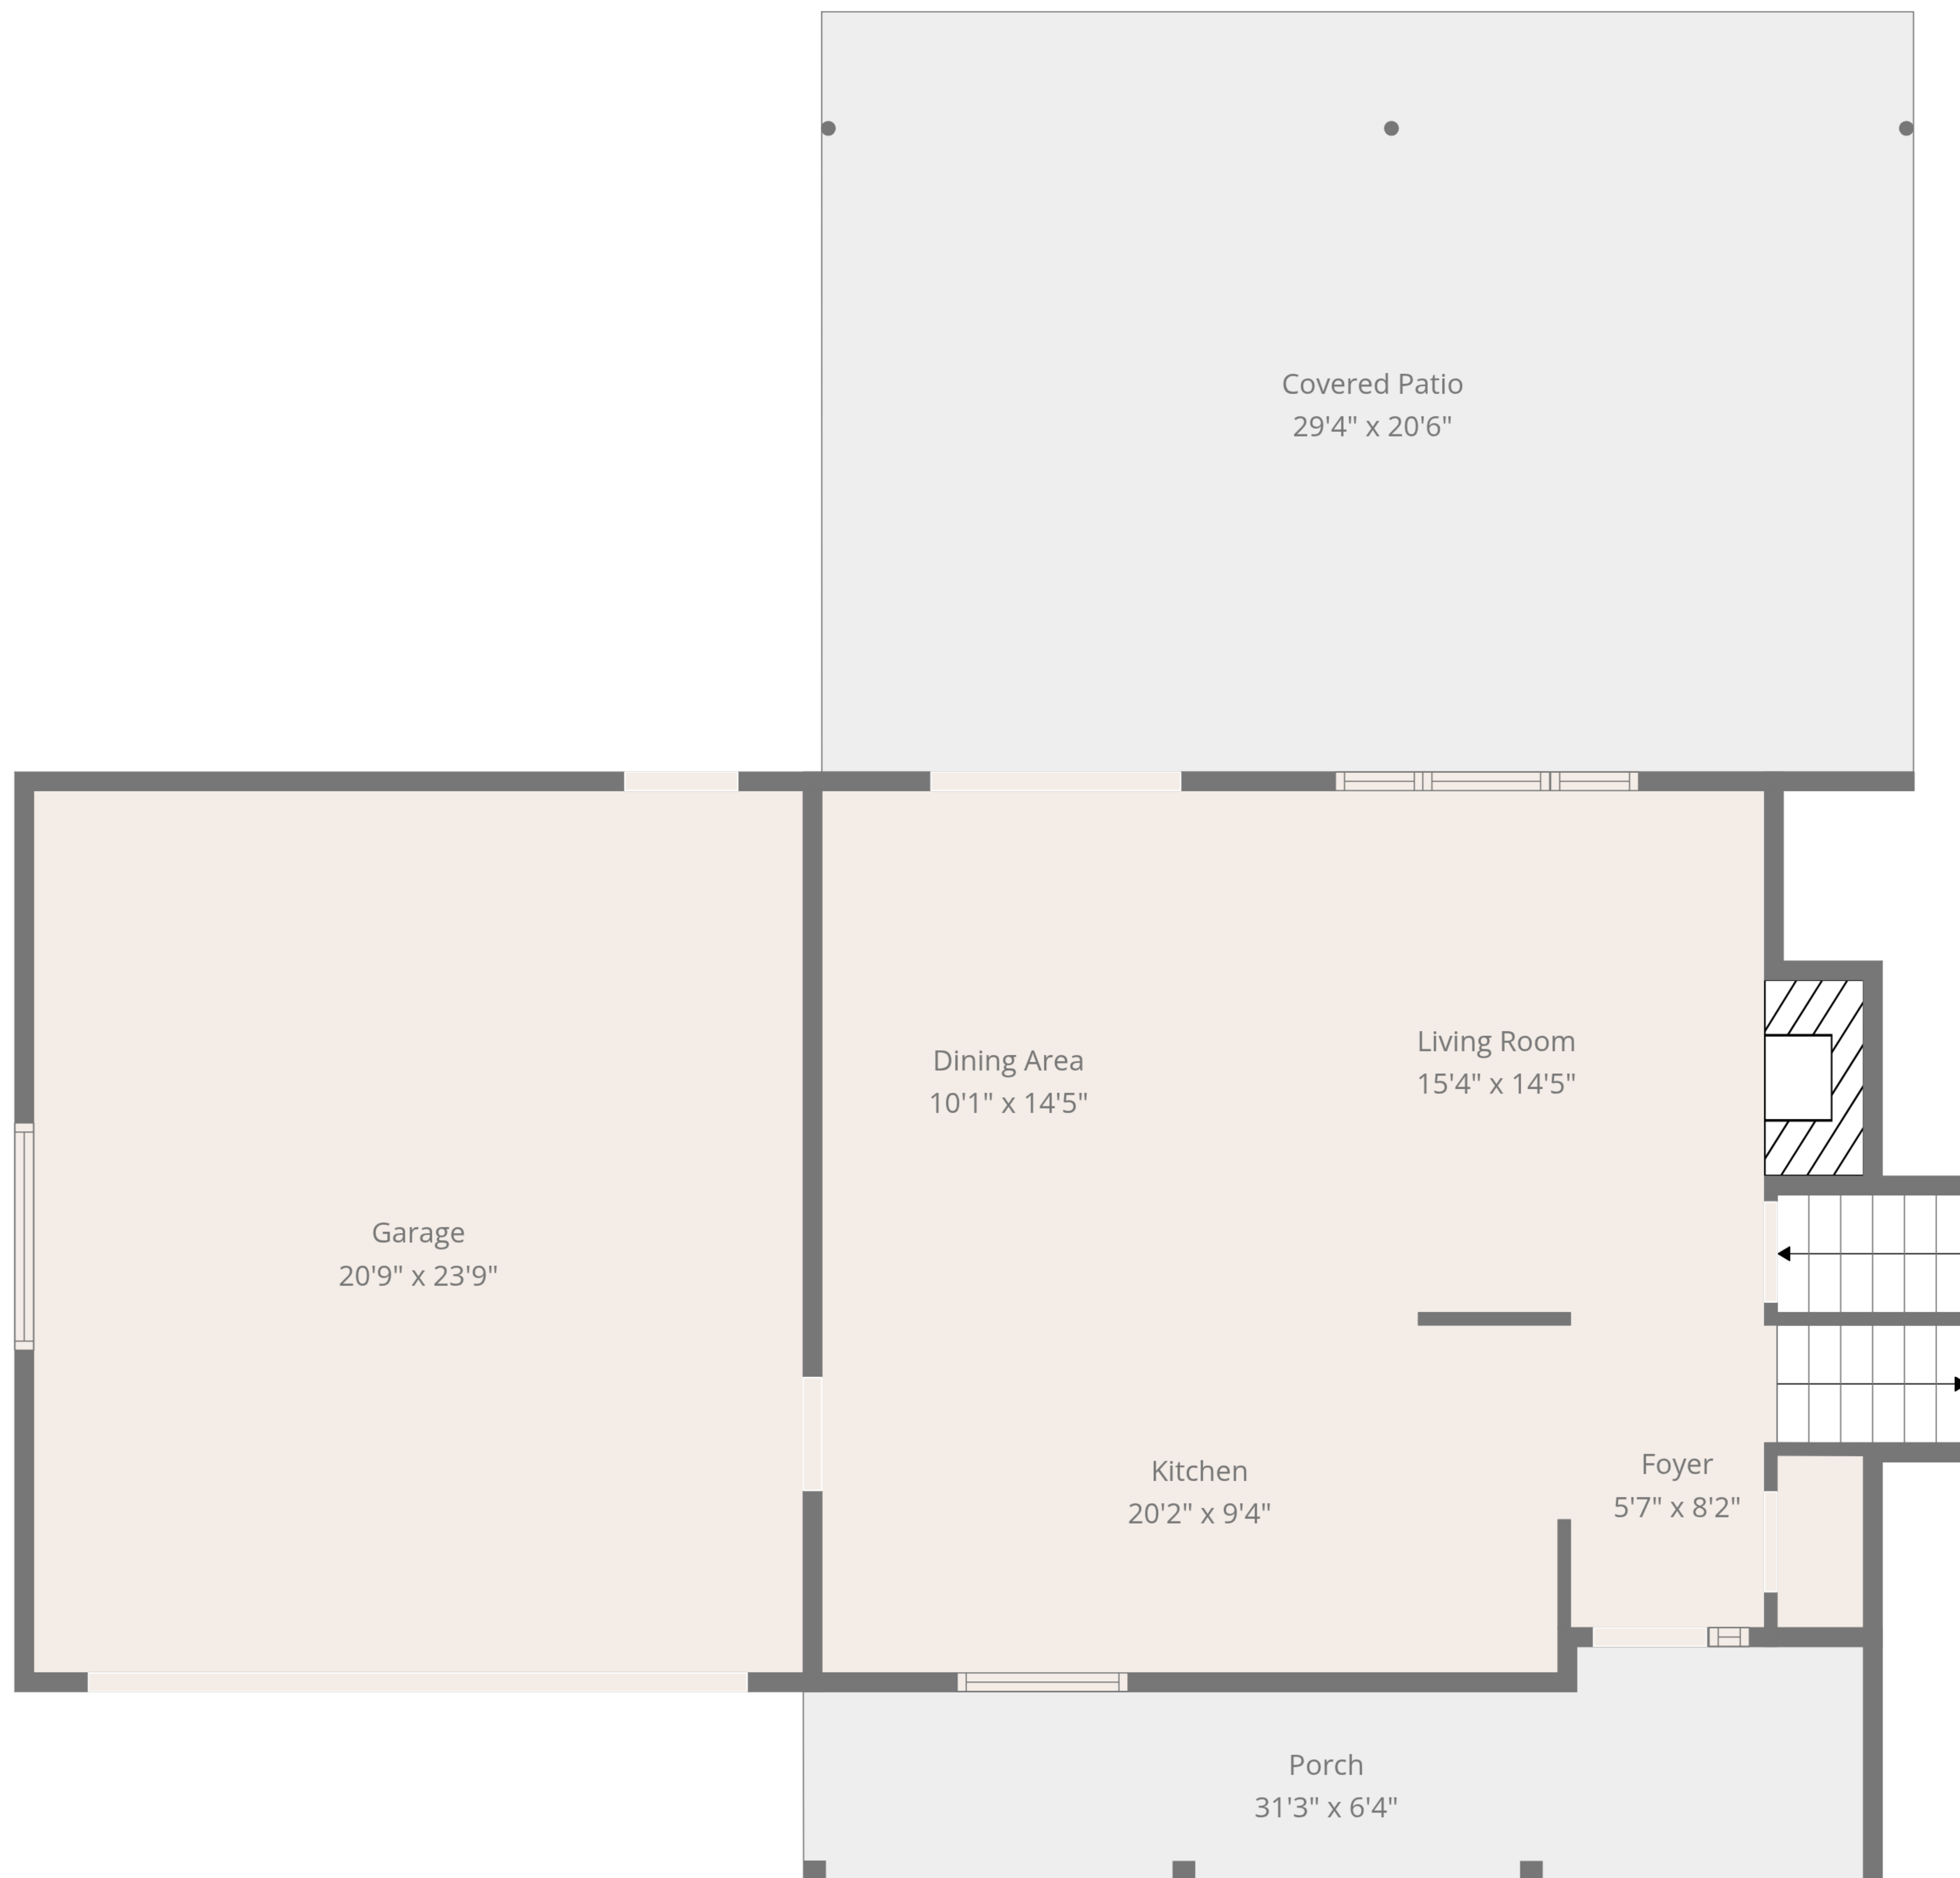 Covered Patio
29'4" x 20'6"
Living Room
15'4" x 14'5"
Dining Area
10'1" x 14'5"
Garage
20'9" x 23'9"
Kitchen
20'2" x 9'4"
Foyer
5'7" x 8'2"
Porch
31'3" x 6'4"